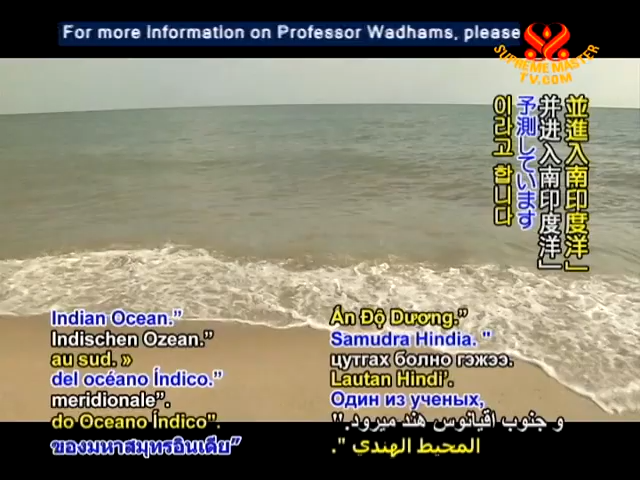 For more information on Professor Wadhams, please
SUPREME MASTER
TV.COM
並進入南印度洋」
并进入南印度洋」
予測しています
이라고 합니다
Indian Ocean.”
Indischen Ozean.”
au sud. »
del océano Índico.”
meridionale”.
do Oceano Índico”.
ของมหาสมุทรอินเดีย”
Ấn Độ Dương.”
Samudra Hindia. "
цутгах болно гэжээ.
Lautan Hindi’.
Один из ученых,
و جنوب اقیانوس هند میرود."
المحيط الهندي ".